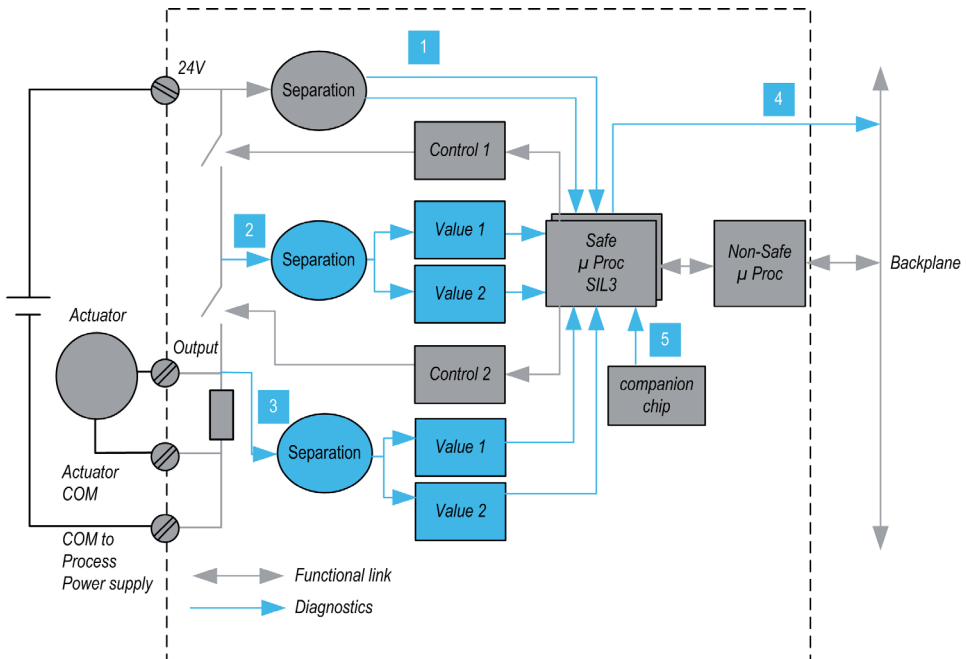 1
24V
Separation
4
Control 1
2
Separation
Value 1
Value 2
Safe
µ Proc
SIL3
Non-Safe
µ Proc
Backplane
Actuator
Output
Control 2
5
companion
chip
3
Separation
Value 1
Value 2
Actuator
COM
COM to
Process
Power supply
Functional link
Diagnostics